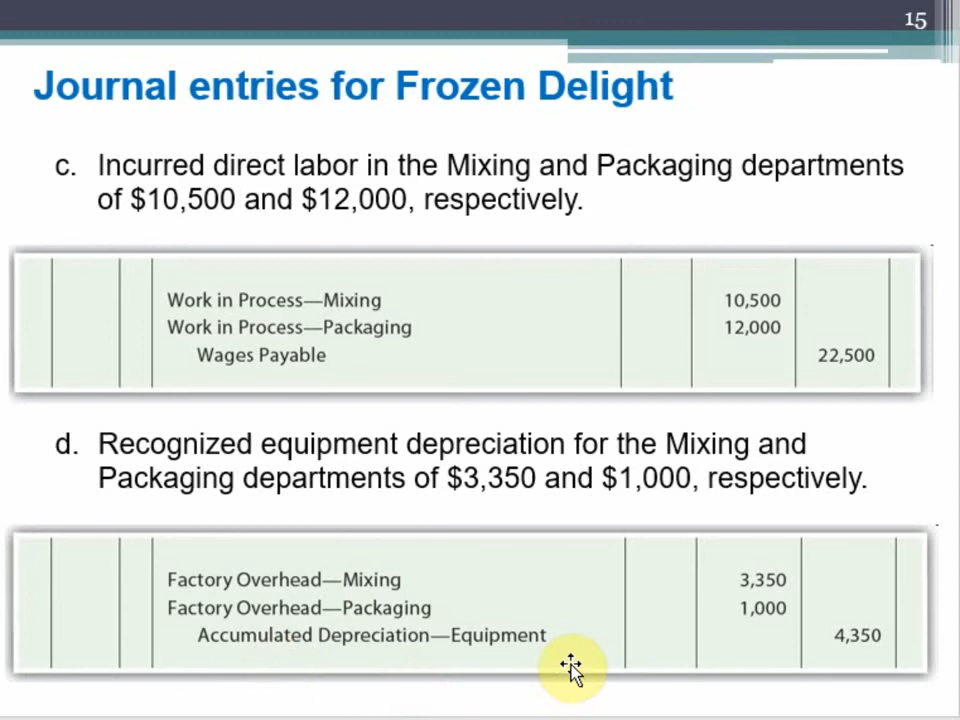 15
Journal entries for Frozen Delight
c. Incurred direct labor in the Mixing and Packaging departments
of $10,500 and $12,000, respectively.
Work in Process—Mixing 10,500
Work in Process—Packaging 12,000
Wages Payable 22,500
d. Recognized equipment depreciation for the Mixing and
Packaging departments of $3,350 and $1,000, respectively.
Factory Overhead—Mixing 3,350
Factory Overhead—Packaging 1,000
Accumulated Depreciation—Equipment 4,350